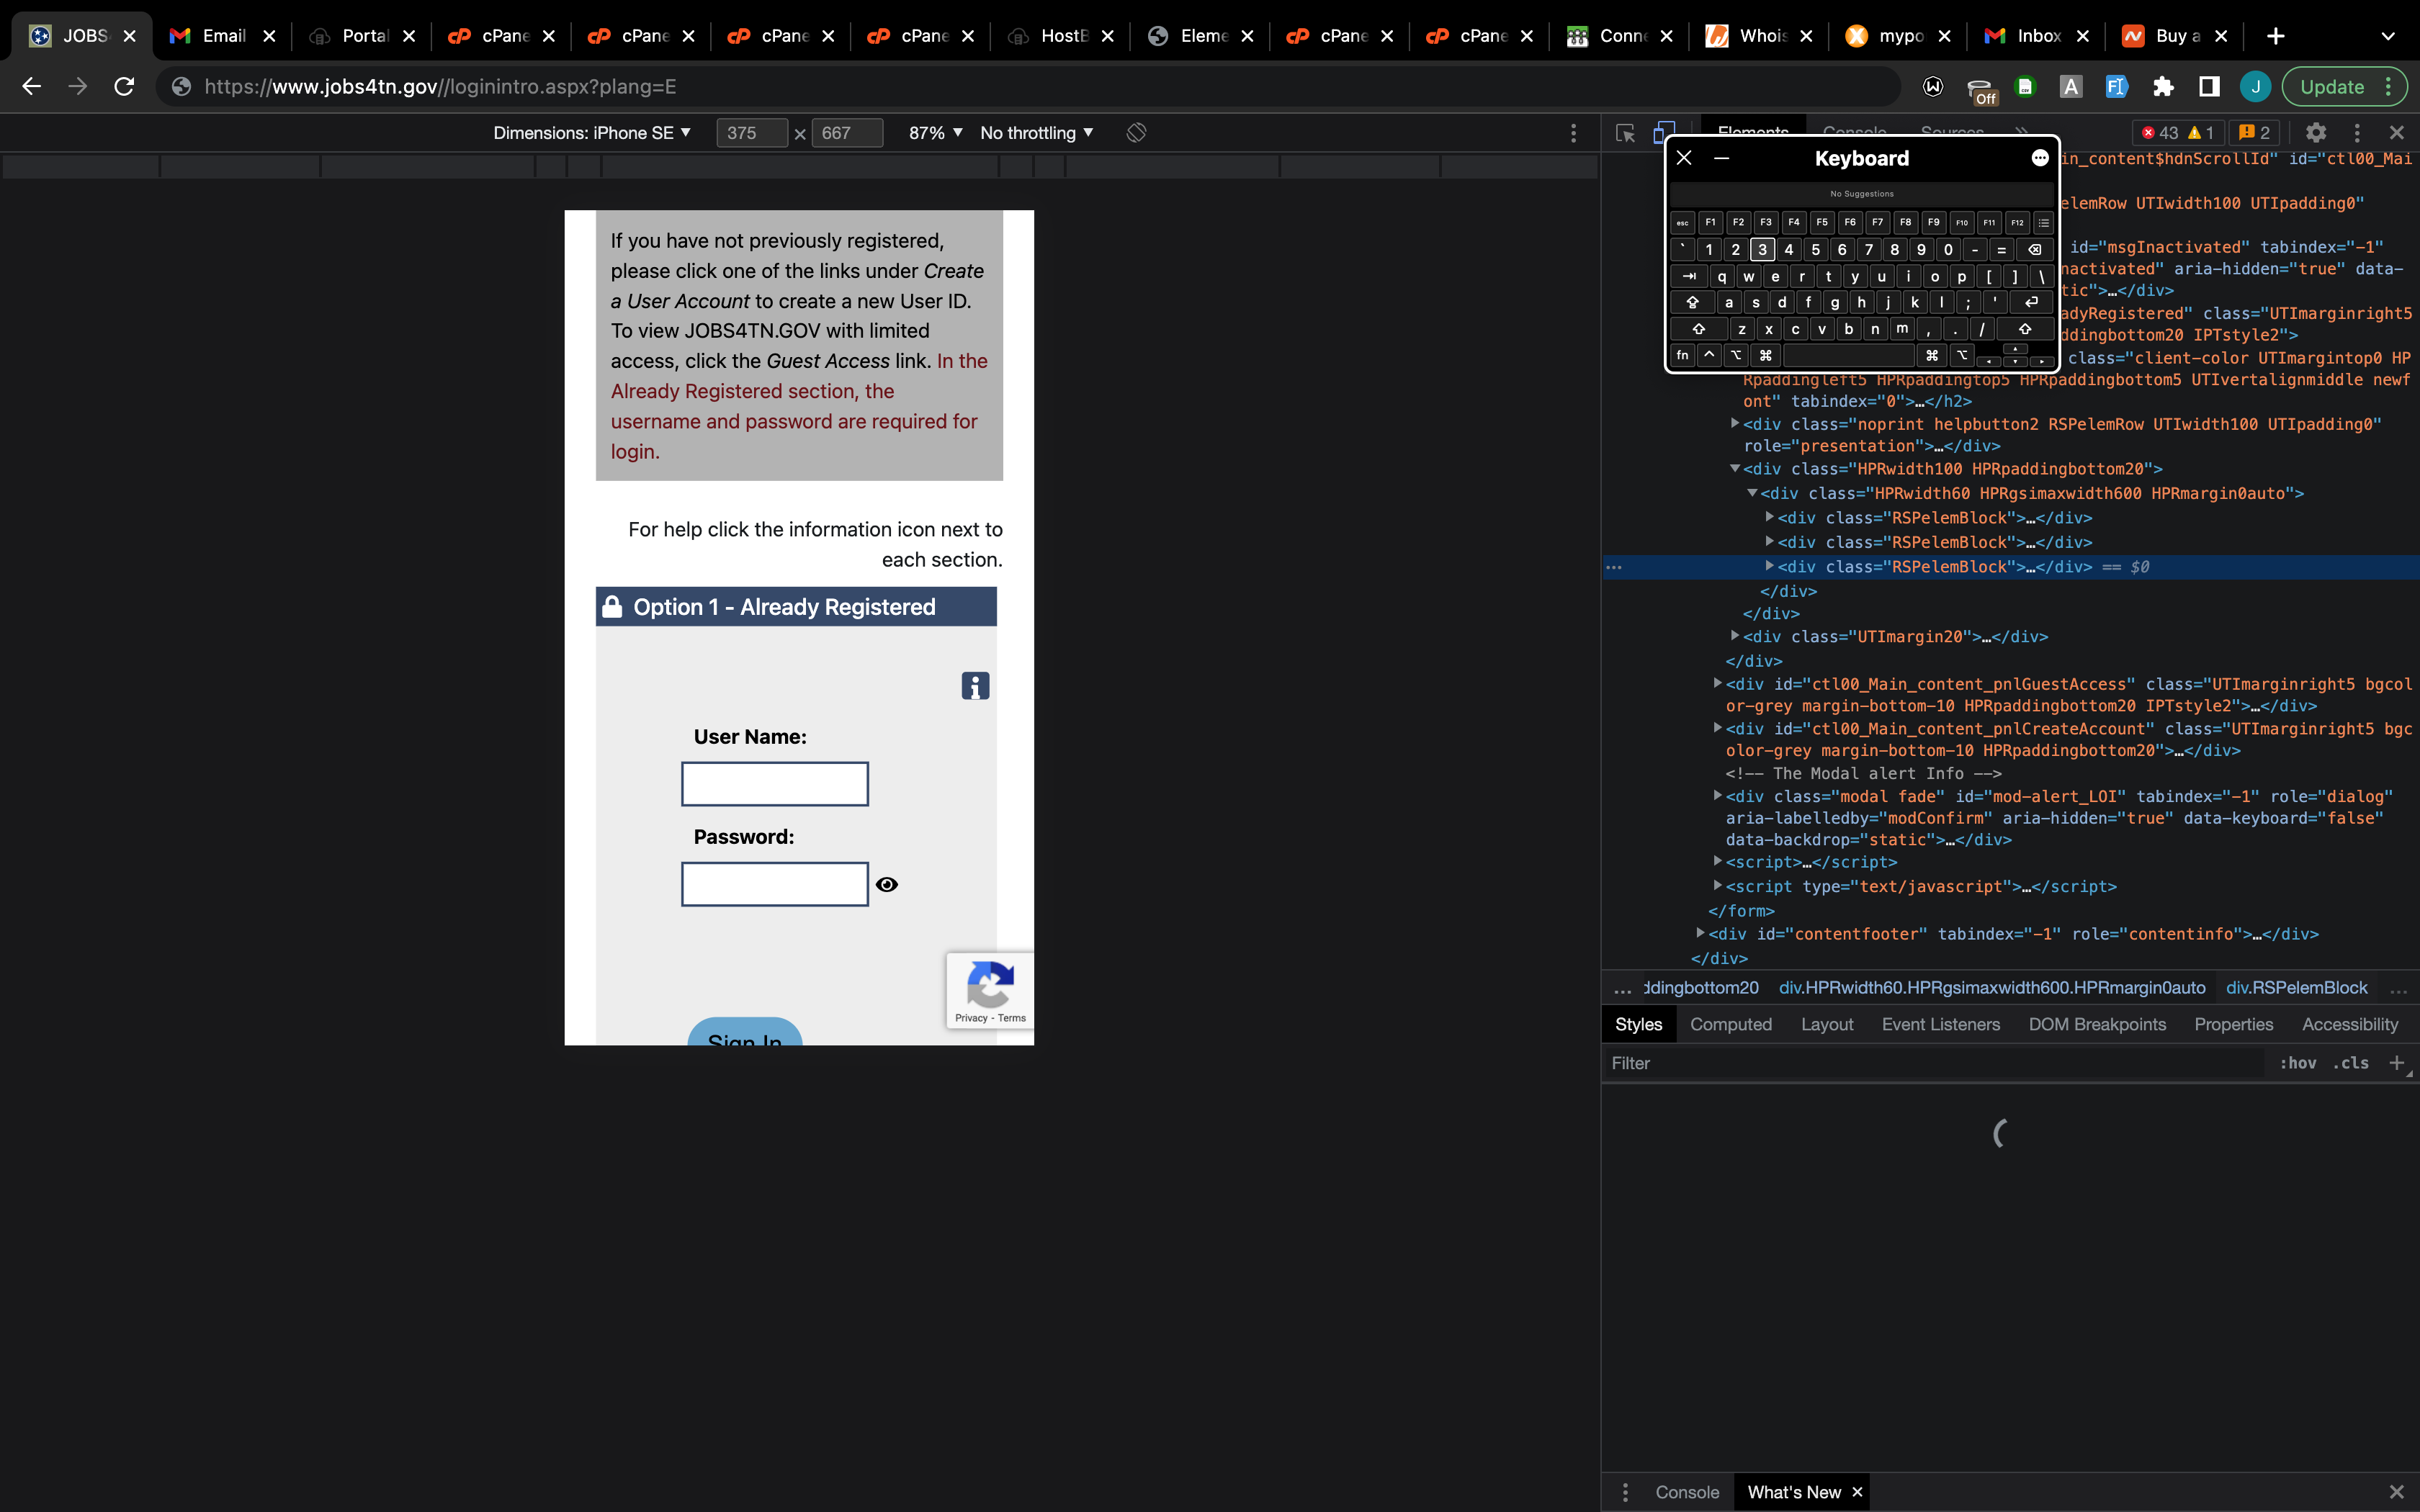 JOBS
Email
Portal
cPane
cPane
cPane
cPane
HostB
Eleme
cPane
cPane
Conne
Whois
mypo
Inbox
Buy a
https://www.jobs4tn.gov//loginintro.aspx?plang=E
Off
A
J
Update
Dimensions: iPhone SE
375 × 667
87%
No throttling
Elements
Console
Sources
»
43
1
2
If you have not previously registered,
please click one of the links under Create
a User Account to create a new User ID.
To view JOBS4TN.GOV with limited
access, click the Guest Access link. In the
Already Registered section, the
username and password are required for
login.
For help click the information icon next to
each section.
Option 1 - Already Registered
User Name:
Password:
Privacy - Terms
Sign In
Keyboard
No Suggestions
esc F1 F2 F3 F4 F5 F6 F7 F8 F9 F10 F11 F12
` 1 2 3 4 5 6 7 8 9 0 - =
q w e r t y u i o p [ ] \
a s d f g h j k l ; '
z x c v b n m , . /
fn ^ ⌥ ⌘ ⌘ ⌥
in_content$hdnScrollId" id="ctl00_Mai
elemRow UTIwidth100 UTIpadding0"
id="msgInactivated" tabindex="-1"
nactivated" aria-hidden="true" data-
tic">…</div>
adyRegistered" class="UTImarginright5
ddingbottom20 IPTstyle2">
class="client-color UTImargintop0 HP
Rpaddingleft5 HPRpaddingtop5 HPRpaddingbottom5 UTIvertalignmiddle newf
ont" tabindex="0">…</h2>
<div class="noprint helpbutton2 RSPelemRow UTIwidth100 UTIpadding0"
role="presentation">…</div>
<div class="HPRwidth100 HPRpaddingbottom20">
<div class="HPRwidth60 HPRgsimaxwidth600 HPRmargin0auto">
<div class="RSPelemBlock">…</div>
<div class="RSPelemBlock">…</div>
<div class="RSPelemBlock">…</div> == $0
</div>
</div>
<div class="UTImargin20">…</div>
</div>
<div id="ctl00_Main_content_pnlGuestAccess" class="UTImarginright5 bgcol
or-grey margin-bottom-10 HPRpaddingbottom20 IPTstyle2">…</div>
<div id="ctl00_Main_content_pnlCreateAccount" class="UTImarginright5 bgc
olor-grey margin-bottom-10 HPRpaddingbottom20">…</div>
<!-- The Modal alert Info -->
<div class="modal fade" id="mod-alert_LOI" tabindex="-1" role="dialog"
aria-labelledby="modConfirm" aria-hidden="true" data-keyboard="false"
data-backdrop="static">…</div>
<script>…</script>
<script type="text/javascript">…</script>
</form>
<div id="contentfooter" tabindex="-1" role="contentinfo">…</div>
</div>
… ddingbottom20 div.HPRwidth60.HPRgsimaxwidth600.HPRmargin0auto div.RSPelemBlock …
Styles Computed Layout Event Listeners DOM Breakpoints Properties Accessibility
Filter :hov .cls +
Console What's New